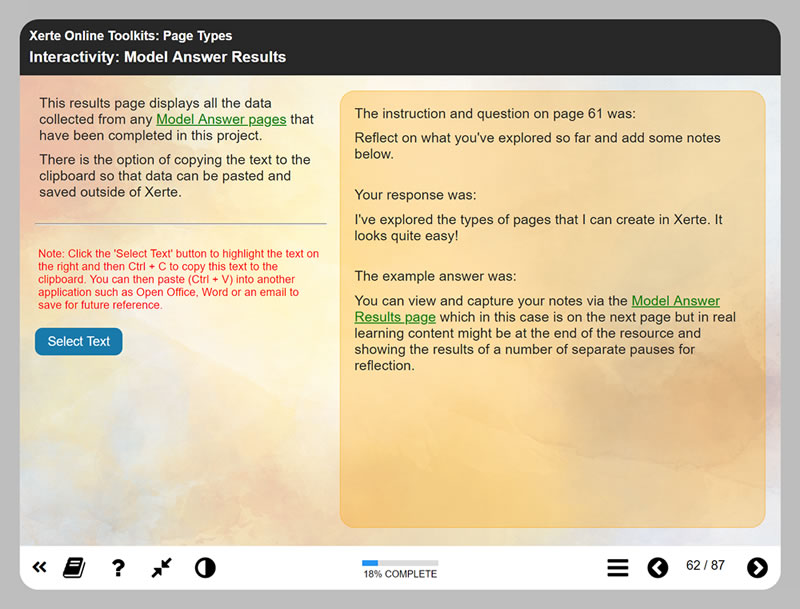 Xerte Online Toolkits: Page Types
Interactivity: Model Answer Results
This results page displays all the data
collected from any Model Answer pages that
have been completed in this project.
There is the option of copying the text to the
clipboard so that data can be pasted and
saved outside of Xerte.
Note: Click the 'Select Text' button to highlight the text on
the right and then Ctrl + C to copy this text to the
clipboard. You can then paste (Ctrl + V) into another
application such as Open Office, Word or an email to
save for future reference.
Select Text
The instruction and question on page 61 was:
Reflect on what you've explored so far and add some notes
below.
Your response was:
I've explored the types of pages that I can create in Xerte. It
looks quite easy!
The example answer was:
You can view and capture your notes via the Model Answer
Results page which in this case is on the next page but in real
learning content might be at the end of the resource and
showing the results of a number of separate pauses for
reflection.
18% COMPLETE
62 / 87